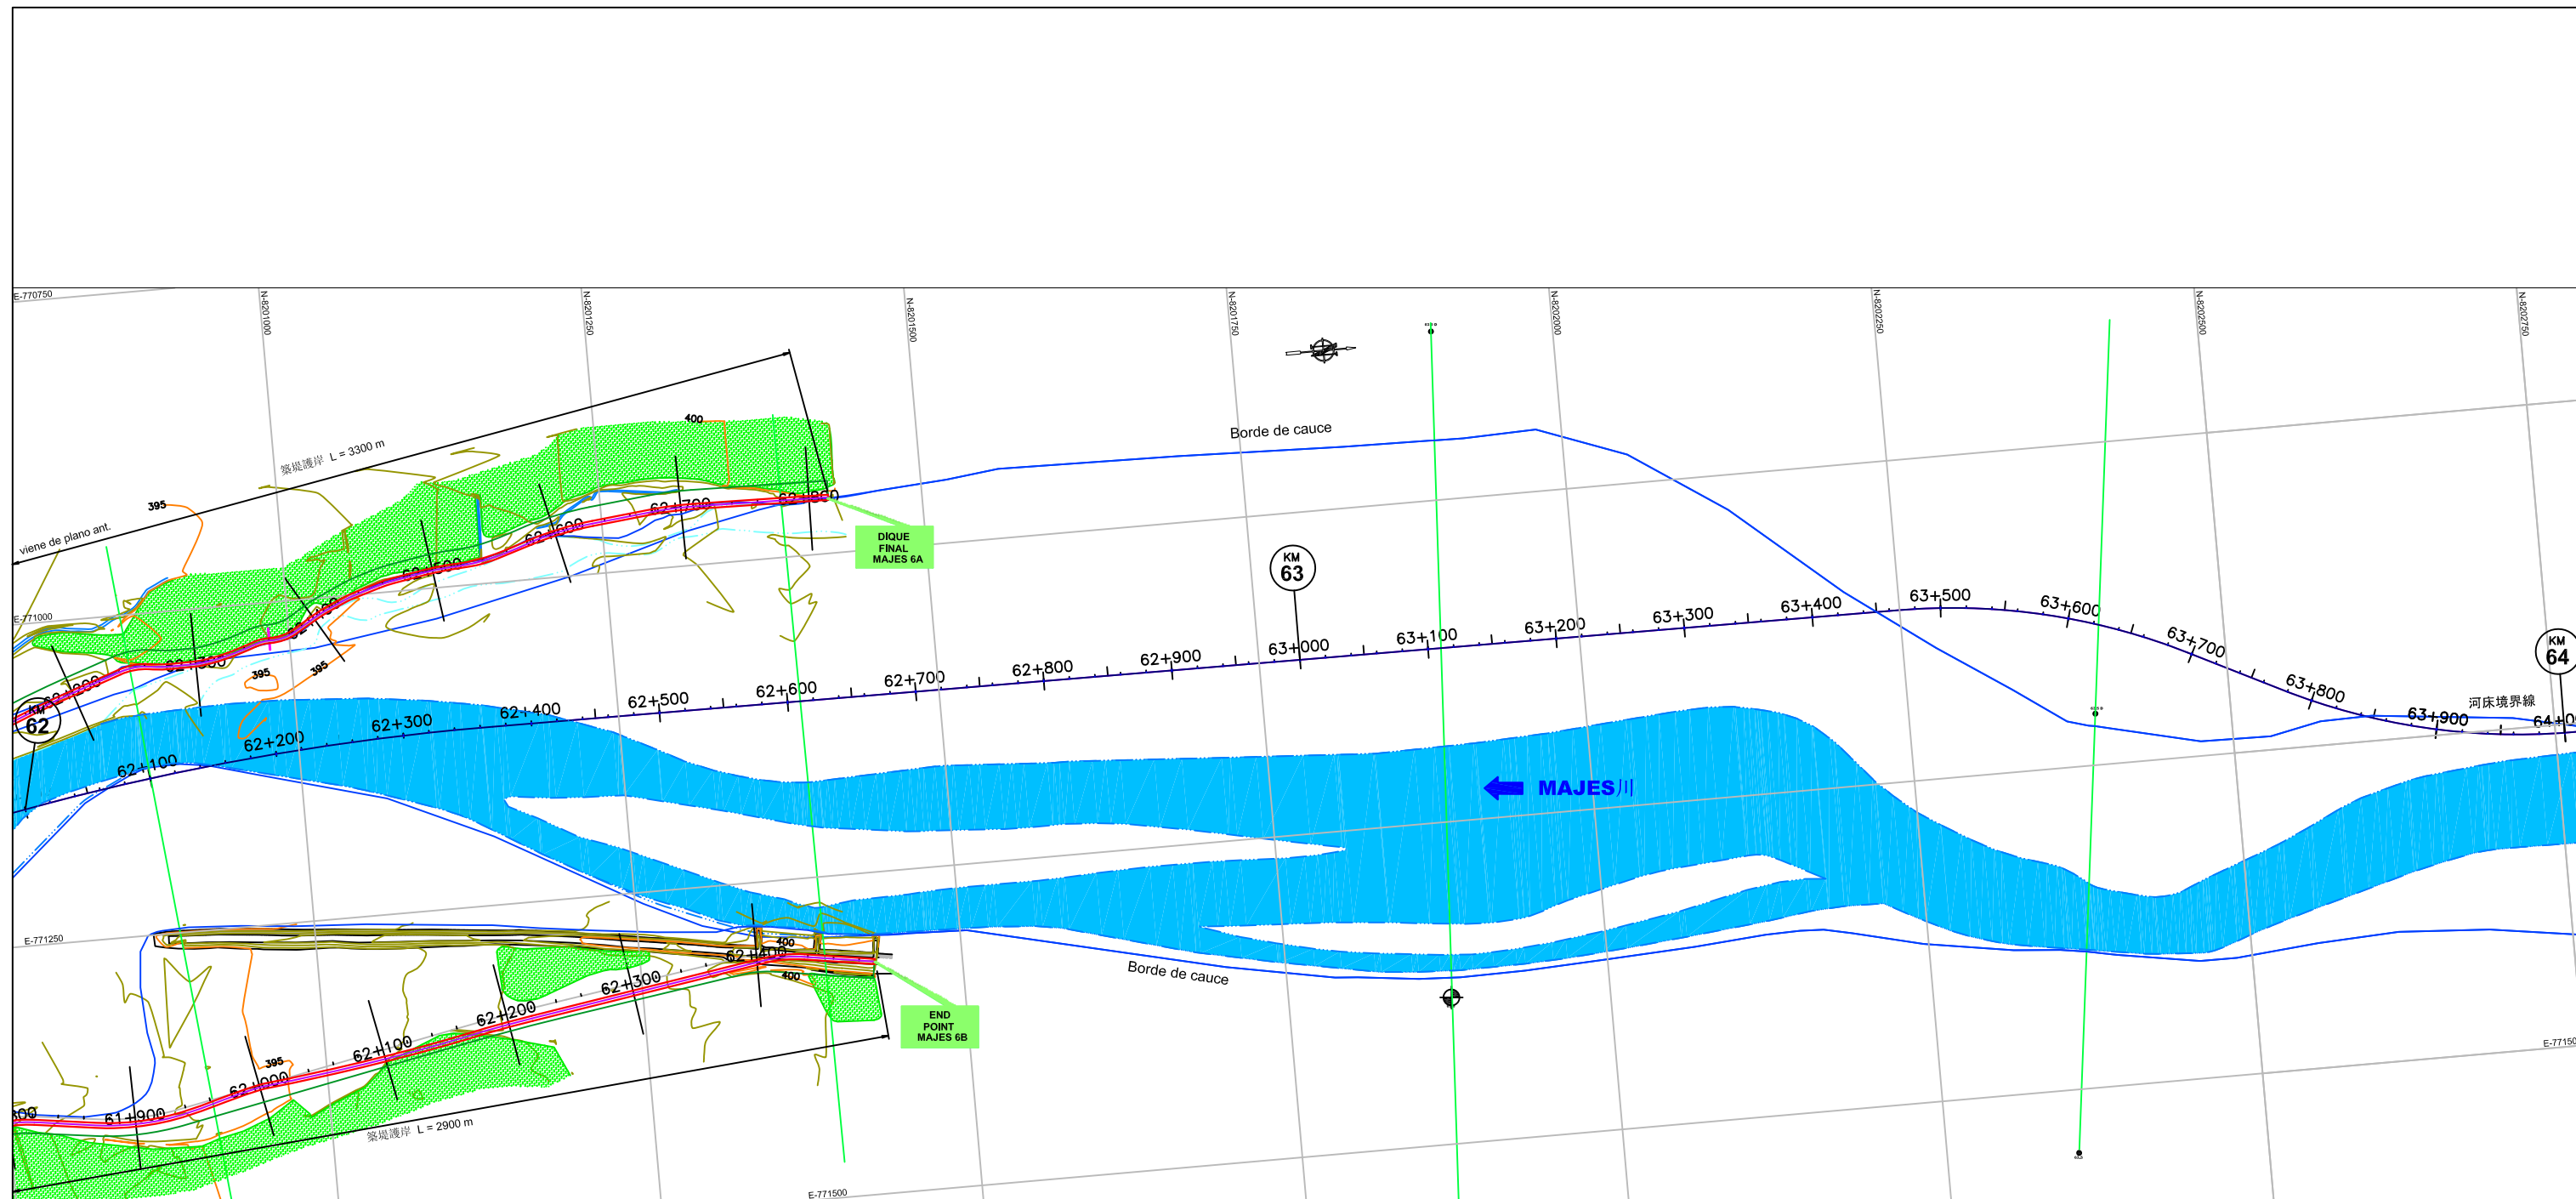 E-770750
N-8201000
N-8201250
N-8201500
N-8201750
N-8202000
N-8202250
N-8202500
N-8202750
400
Borde de cauce
築堤護岸 L = 3300 m
395
viene de plano ant.
DIQUE
FINAL
MAJES 6A
62+800
62+700
62+600
62+500
62+400
62+300
62+200
E-771000
395
395
KM
62
KM
63
KM
64
62+100
62+200
62+300
62+400
62+500
62+600
62+700
62+800
62+900
63+000
63+100
63+200
63+300
63+400
63+500
63+600
63+700
63+800
63+900
河床境界線
MAJES川
E-771250
400
400
62+400
62+300
62+200
62+100
62+000
61+900
395
Borde de cauce
END
POINT
MAJES 6B
築堤護岸 L = 2900 m
E-771500